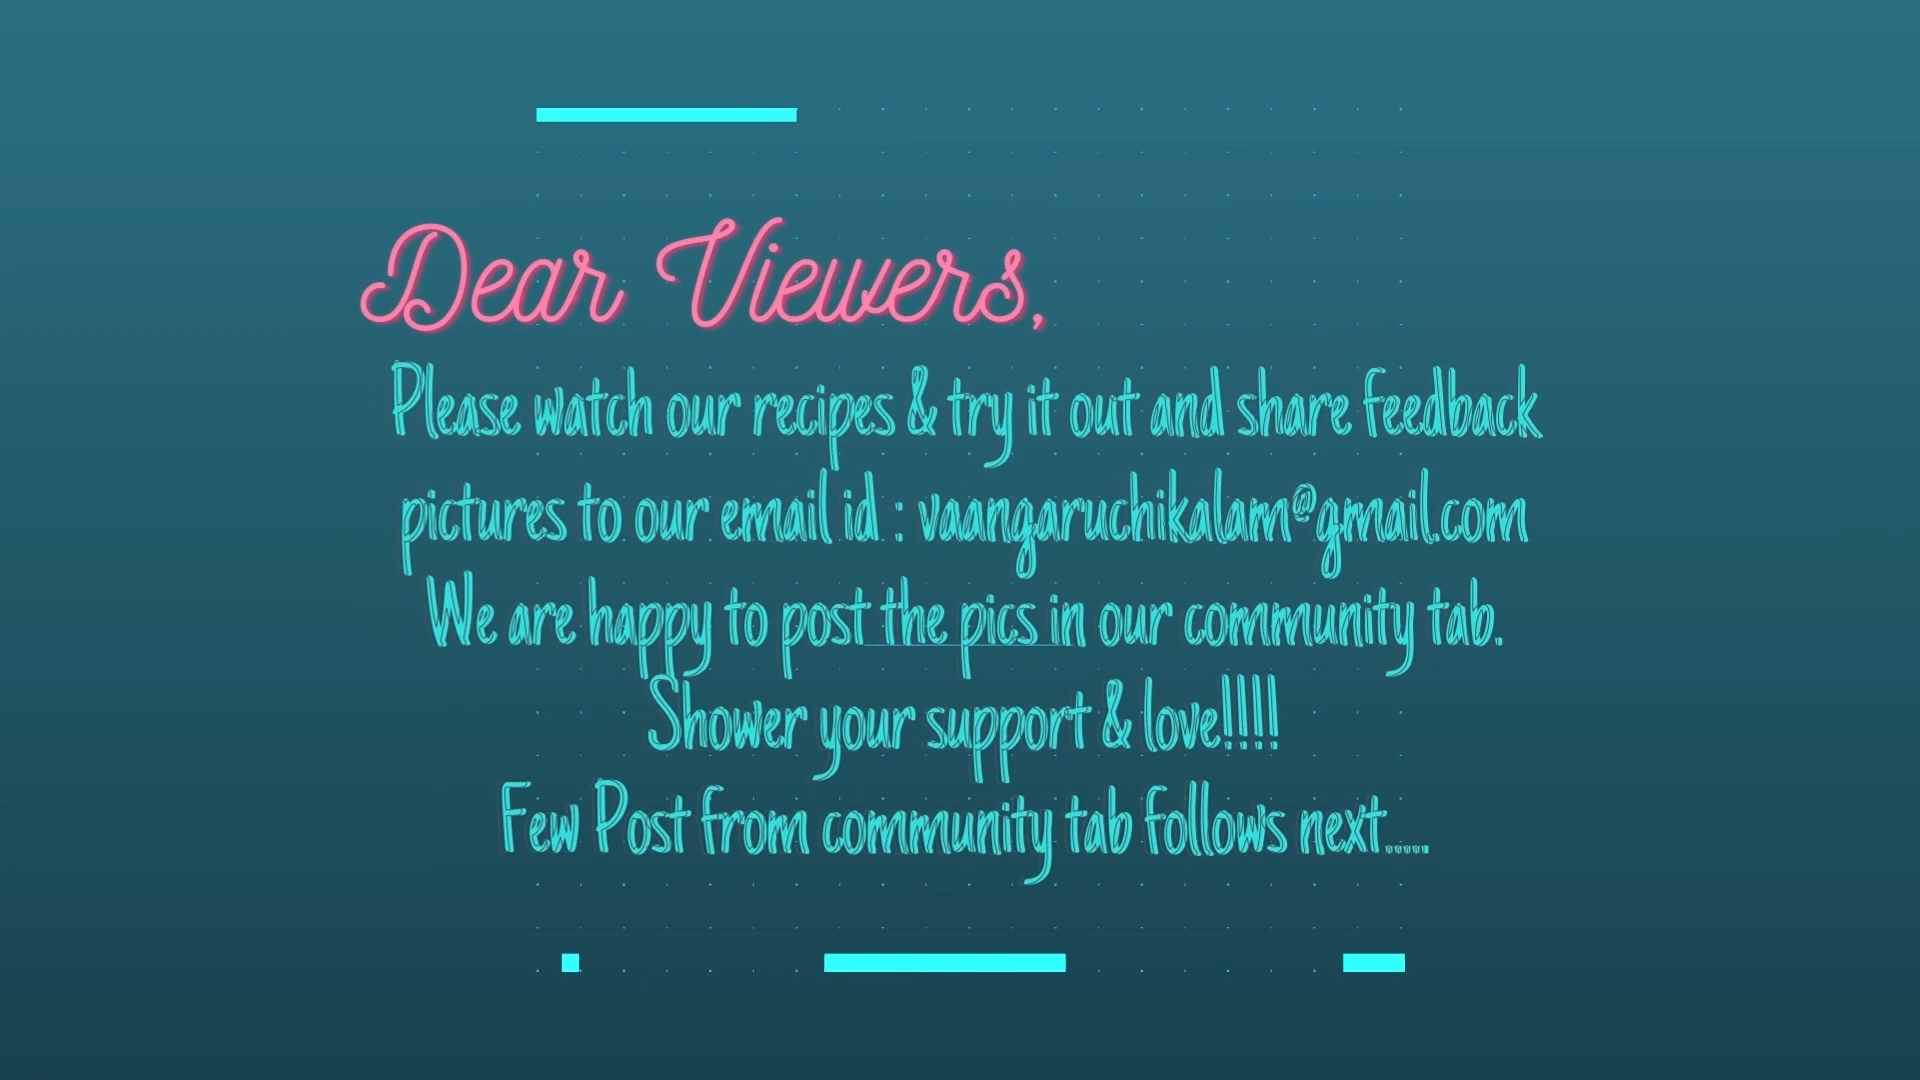 Dear Viewers,
Please watch our recipes & try it out and share feedback
pictures to our email id : vaangaruchikalam@gmail.com
We are happy to post the pics in our community tab.
Shower your support & love!!!!
Few Post from community tab follows next......